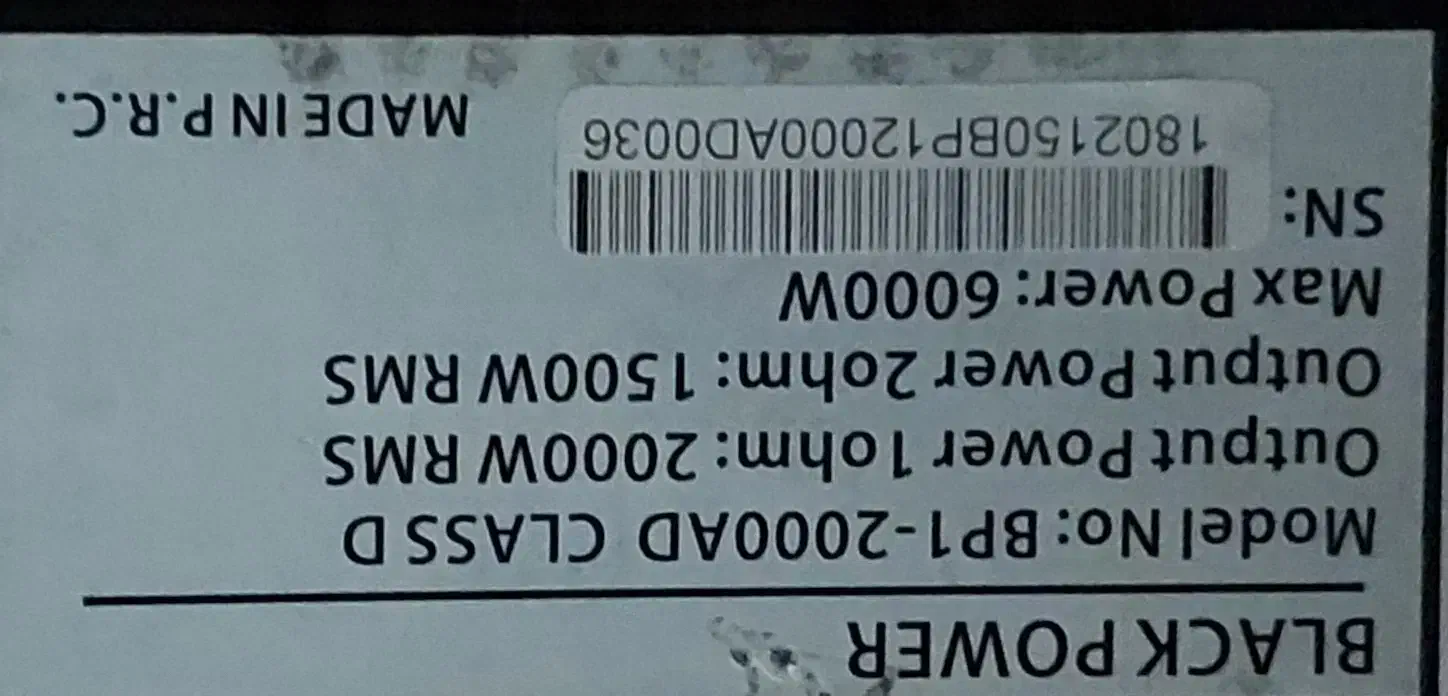 BLACK POWER
Model No: BP1-2000AD CLASS D
Output Power 1ohm: 2000W RMS
Output Power 2ohm: 1500W RMS
Max Power: 6000W
SN:
1802150BP12000AD0036
MADE IN P.R.C.